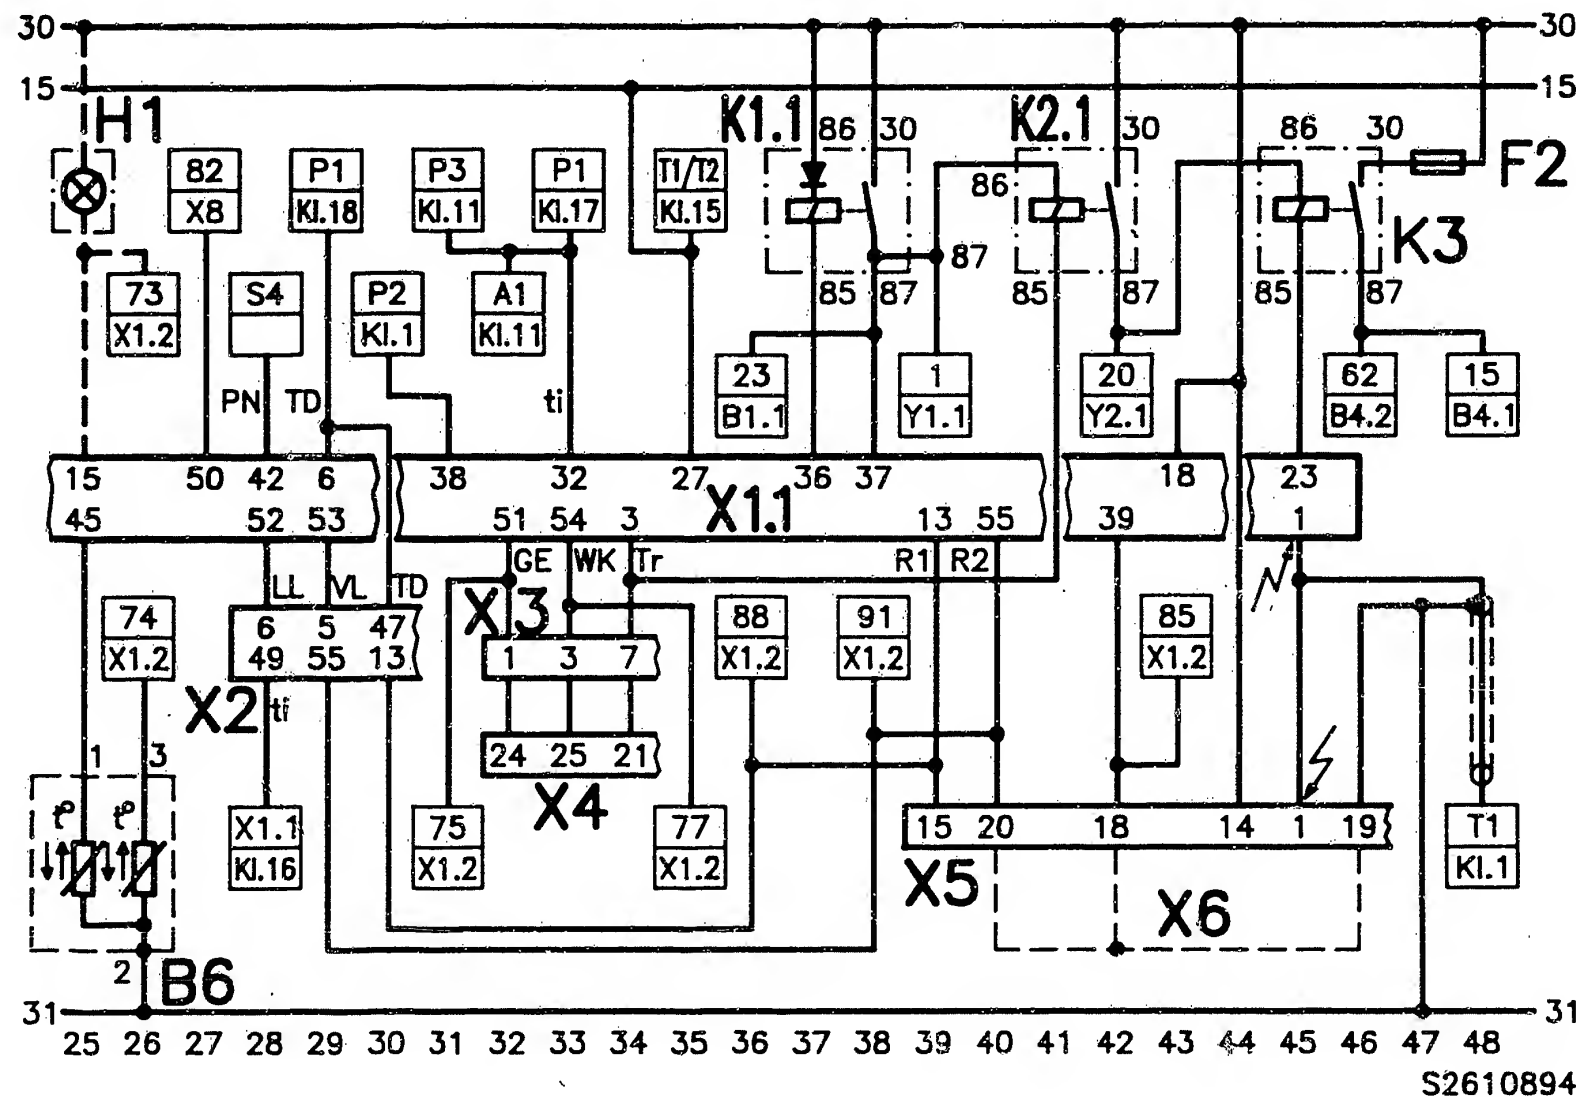 30 30
15 15
H1 K1.1 86 30 K2.1 30 86 30 F2
82 P1 P3 P1 T1/T2
X8 Kl.18 Kl.11 Kl.17 Kl.15 86
K3
87
85 87 85 87 85 87
73 S4 P2 A1
X1.2 Kl.1 Kl.11
23 1 20 62 15
PN TD ti
B1.1 Y1.1 Y2.1 B4.2 B4.1
15 50 42 6 38 32 27 36 37 18 23
X1.1
45 52 53 51 54 3 13 55 39 1
GE WK Tr R1 R2
LL VL TD
X3
74 88 91 85
6 5 47
X1.2 49 55 13 1 3 7 X1.2 X1.2 X1.2
X2 ti
1 3 24 25 21
X4
t° t° X1.1 75 77 15 20 18 14 1 19 T1
Kl.16 X1.2 X1.2 Kl.1
X5
X6
2 B6
31 31
25 26 27 28 29 30 31 32 33 34 35 36 37 38 39 40 41 42 43 44 45 46 47 48
S2610894